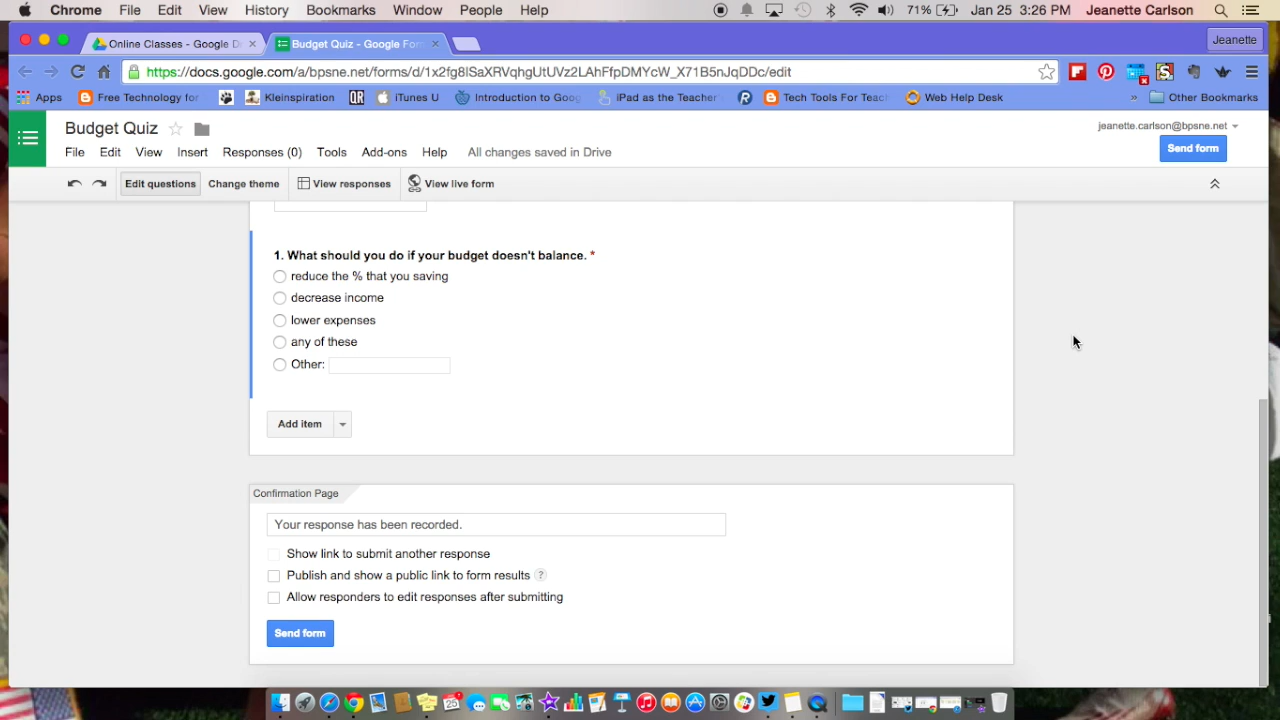 Chrome File Edit View History Bookmarks Window People Help 71% Jan 25 3:26 PM Jeanette Carlson
Online Classes - Google D Budget Quiz - Google For Jeanette
https://docs.google.com/a/bpsne.net/forms/d/1x2fg8lSaXRVqhgUtUVz2LAhFfpDMYcW_X71B5nJqDDc/edit
Apps Free Technology for Kleinspiration QR iTunes U Introduction to Goog iPad as the Teacher' Tech Tools For Teac Web Help Desk » Other Bookmarks
Budget Quiz
jeanette.carlson@bpsne.net
File Edit View Insert Responses (0) Tools Add-ons Help All changes saved in Drive
Send form
Edit questions Change theme View responses View live form
1. What should you do if your budget doesn't balance. *
reduce the % that you saving
decrease income
lower expenses
any of these
Other:
Add item
Confirmation Page
Your response has been recorded.
Show link to submit another response
Publish and show a public link to form results ?
Allow responders to edit responses after submitting
Send form